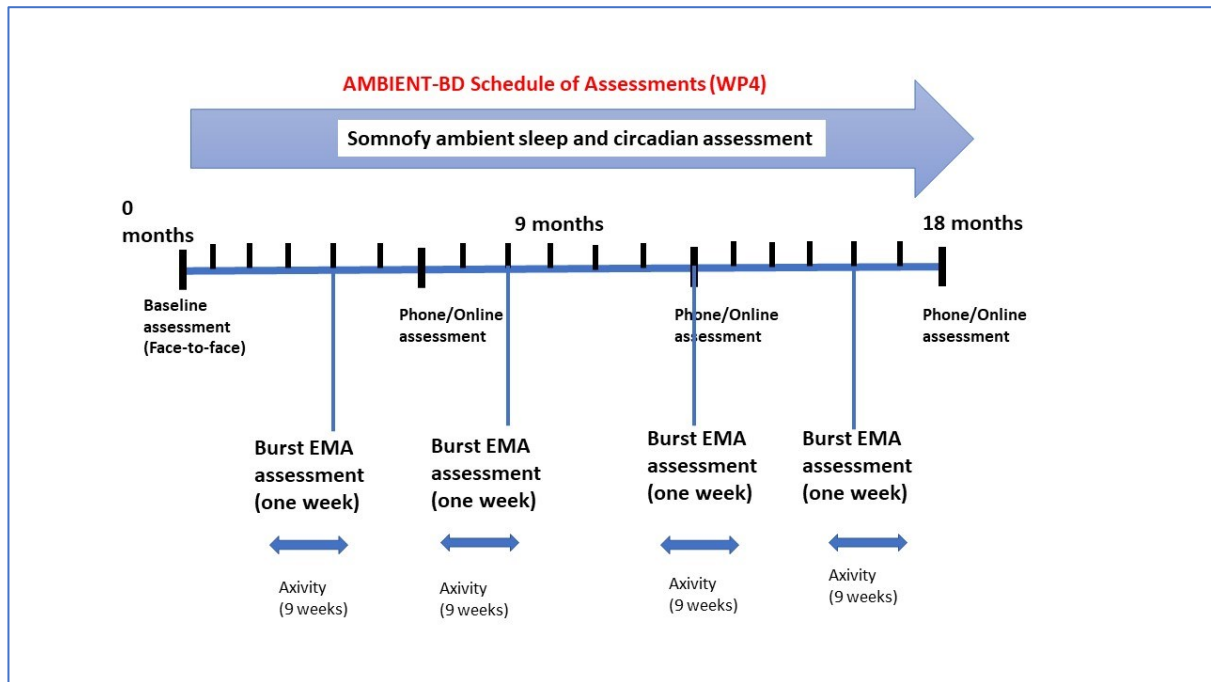 AMBIENT-BD Schedule of Assessments (WP4)
Somnofy ambient sleep and circadian assessment
0
months
9 months
18 months
Baseline
assessment
(Face-to-face)
Phone/Online
assessment
Phone/Online
assessment
Phone/Online
assessment
Burst EMA
assessment
(one week)
Burst EMA
assessment
(one week)
Burst EMA
assessment
(one week)
Burst EMA
assessment
(one week)
Axivity
(9 weeks)
Axivity
(9 weeks)
Axivity
(9 weeks)
Axivity
(9 weeks)